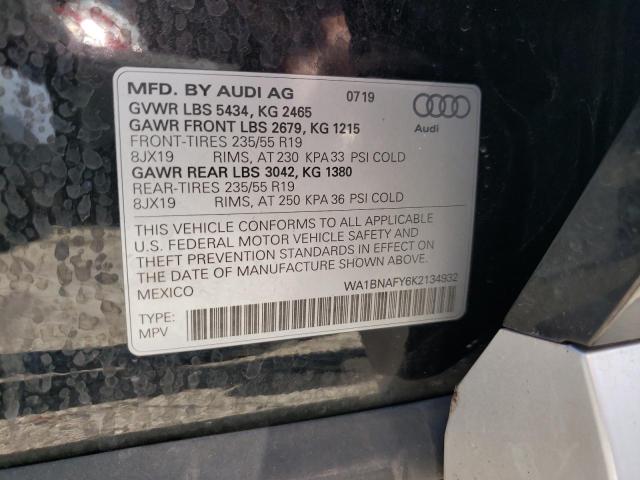 MFD. BY AUDI AG 0719
GVWR LBS 5434, KG 2465
GAWR FRONT LBS 2679, KG 1215
FRONT-TIRES 235/55 R19
8JX19 RIMS, AT 230 KPA 33 PSI COLD
GAWR REAR LBS 3042, KG 1380
REAR-TIRES 235/55 R19
8JX19 RIMS, AT 250 KPA 36 PSI COLD
Audi
THIS VEHICLE CONFORMS TO ALL APPLICABLE
U.S. FEDERAL MOTOR VEHICLE SAFETY AND
THEFT PREVENTION STANDARDS IN EFFECT ON
THE DATE OF MANUFACTURE SHOWN ABOVE.
MEXICO WA1BNAFY6K2134932
TYPE:
MPV